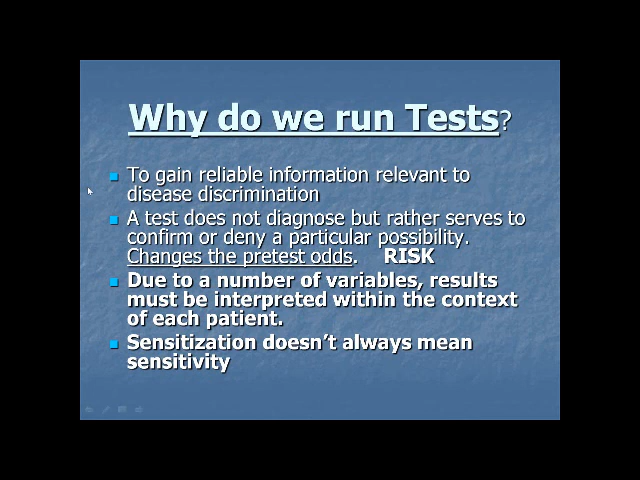 Why do we run Tests?
To gain reliable information relevant to
disease discrimination
A test does not diagnose but rather serves to
confirm or deny a particular possibility.
Changes the pretest odds. RISK
Due to a number of variables, results
must be interpreted within the context
of each patient.
Sensitization doesn't always mean
sensitivity